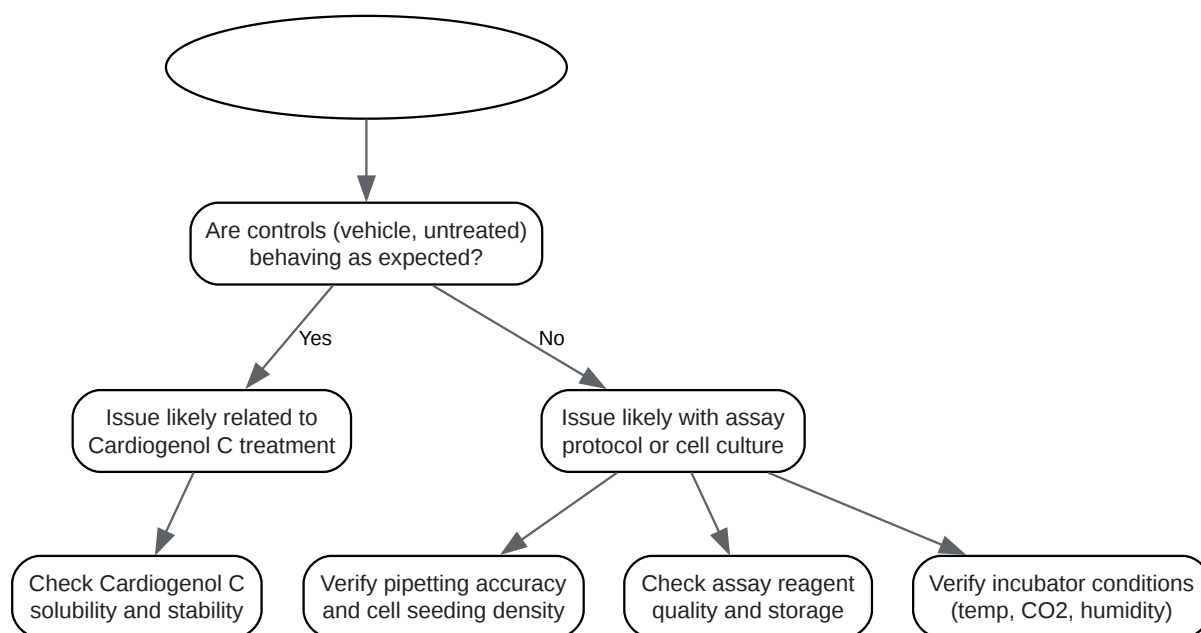 Are controls (vehicle, untreated)
behaving as expected?
Yes
No
Issue likely related to
Cardiogenol C treatment
Issue likely with assay
protocol or cell culture
Check Cardiogenol C
solubility and stability
Verify pipetting accuracy
and cell seeding density
Check assay reagent
quality and storage
Verify incubator conditions
(temp, CO2, humidity)